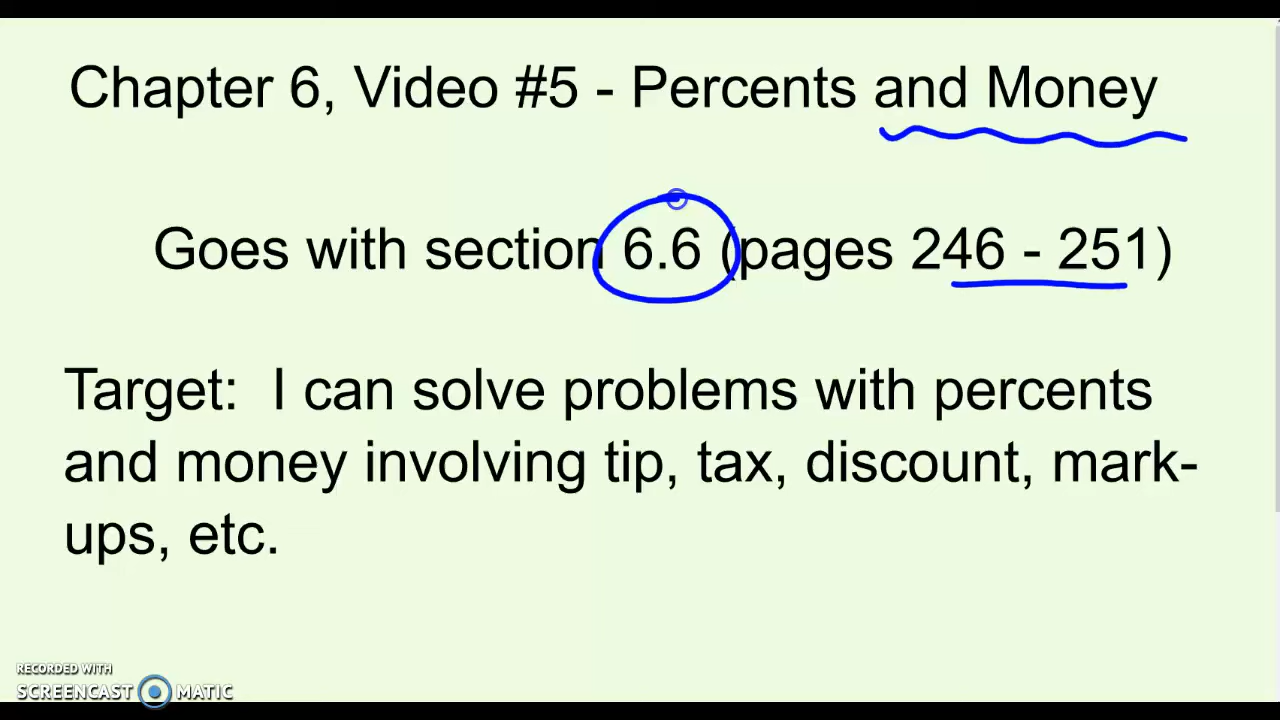 Chapter 6, Video #5 - Percents and Money
Goes with section 6.6 (pages 246 - 251)
Target: I can solve problems with percents
and money involving tip, tax, discount, mark-
ups, etc.
RECORDED WITH
SCREENCAST MATIC